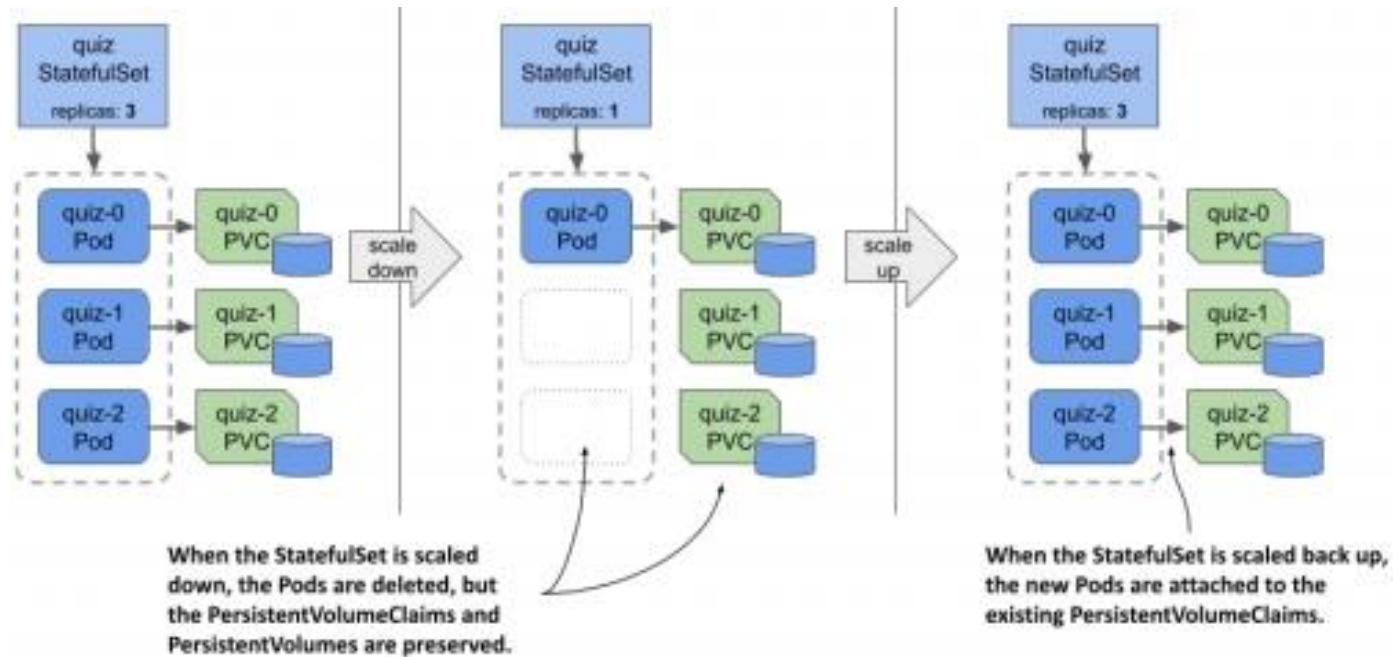 quiz
StatefulSet
replicas: 3
quiz-0
Pod
quiz-0
PVC
quiz-1
Pod
quiz-1
PVC
quiz-2
Pod
quiz-2
PVC
scale
down
quiz
StatefulSet
replicas: 1
quiz-0
Pod
quiz-0
PVC
quiz-1
PVC
quiz-2
PVC
scale
up
quiz
StatefulSet
replicas: 3
quiz-0
Pod
quiz-0
PVC
quiz-1
Pod
quiz-1
PVC
quiz-2
Pod
quiz-2
PVC
When the StatefulSet is scaled
down, the Pods are deleted, but
the PersistentVolumeClaims and
PersistentVolumes are preserved.
When the StatefulSet is scaled back up,
the new Pods are attached to the
existing PersistentVolumeClaims.